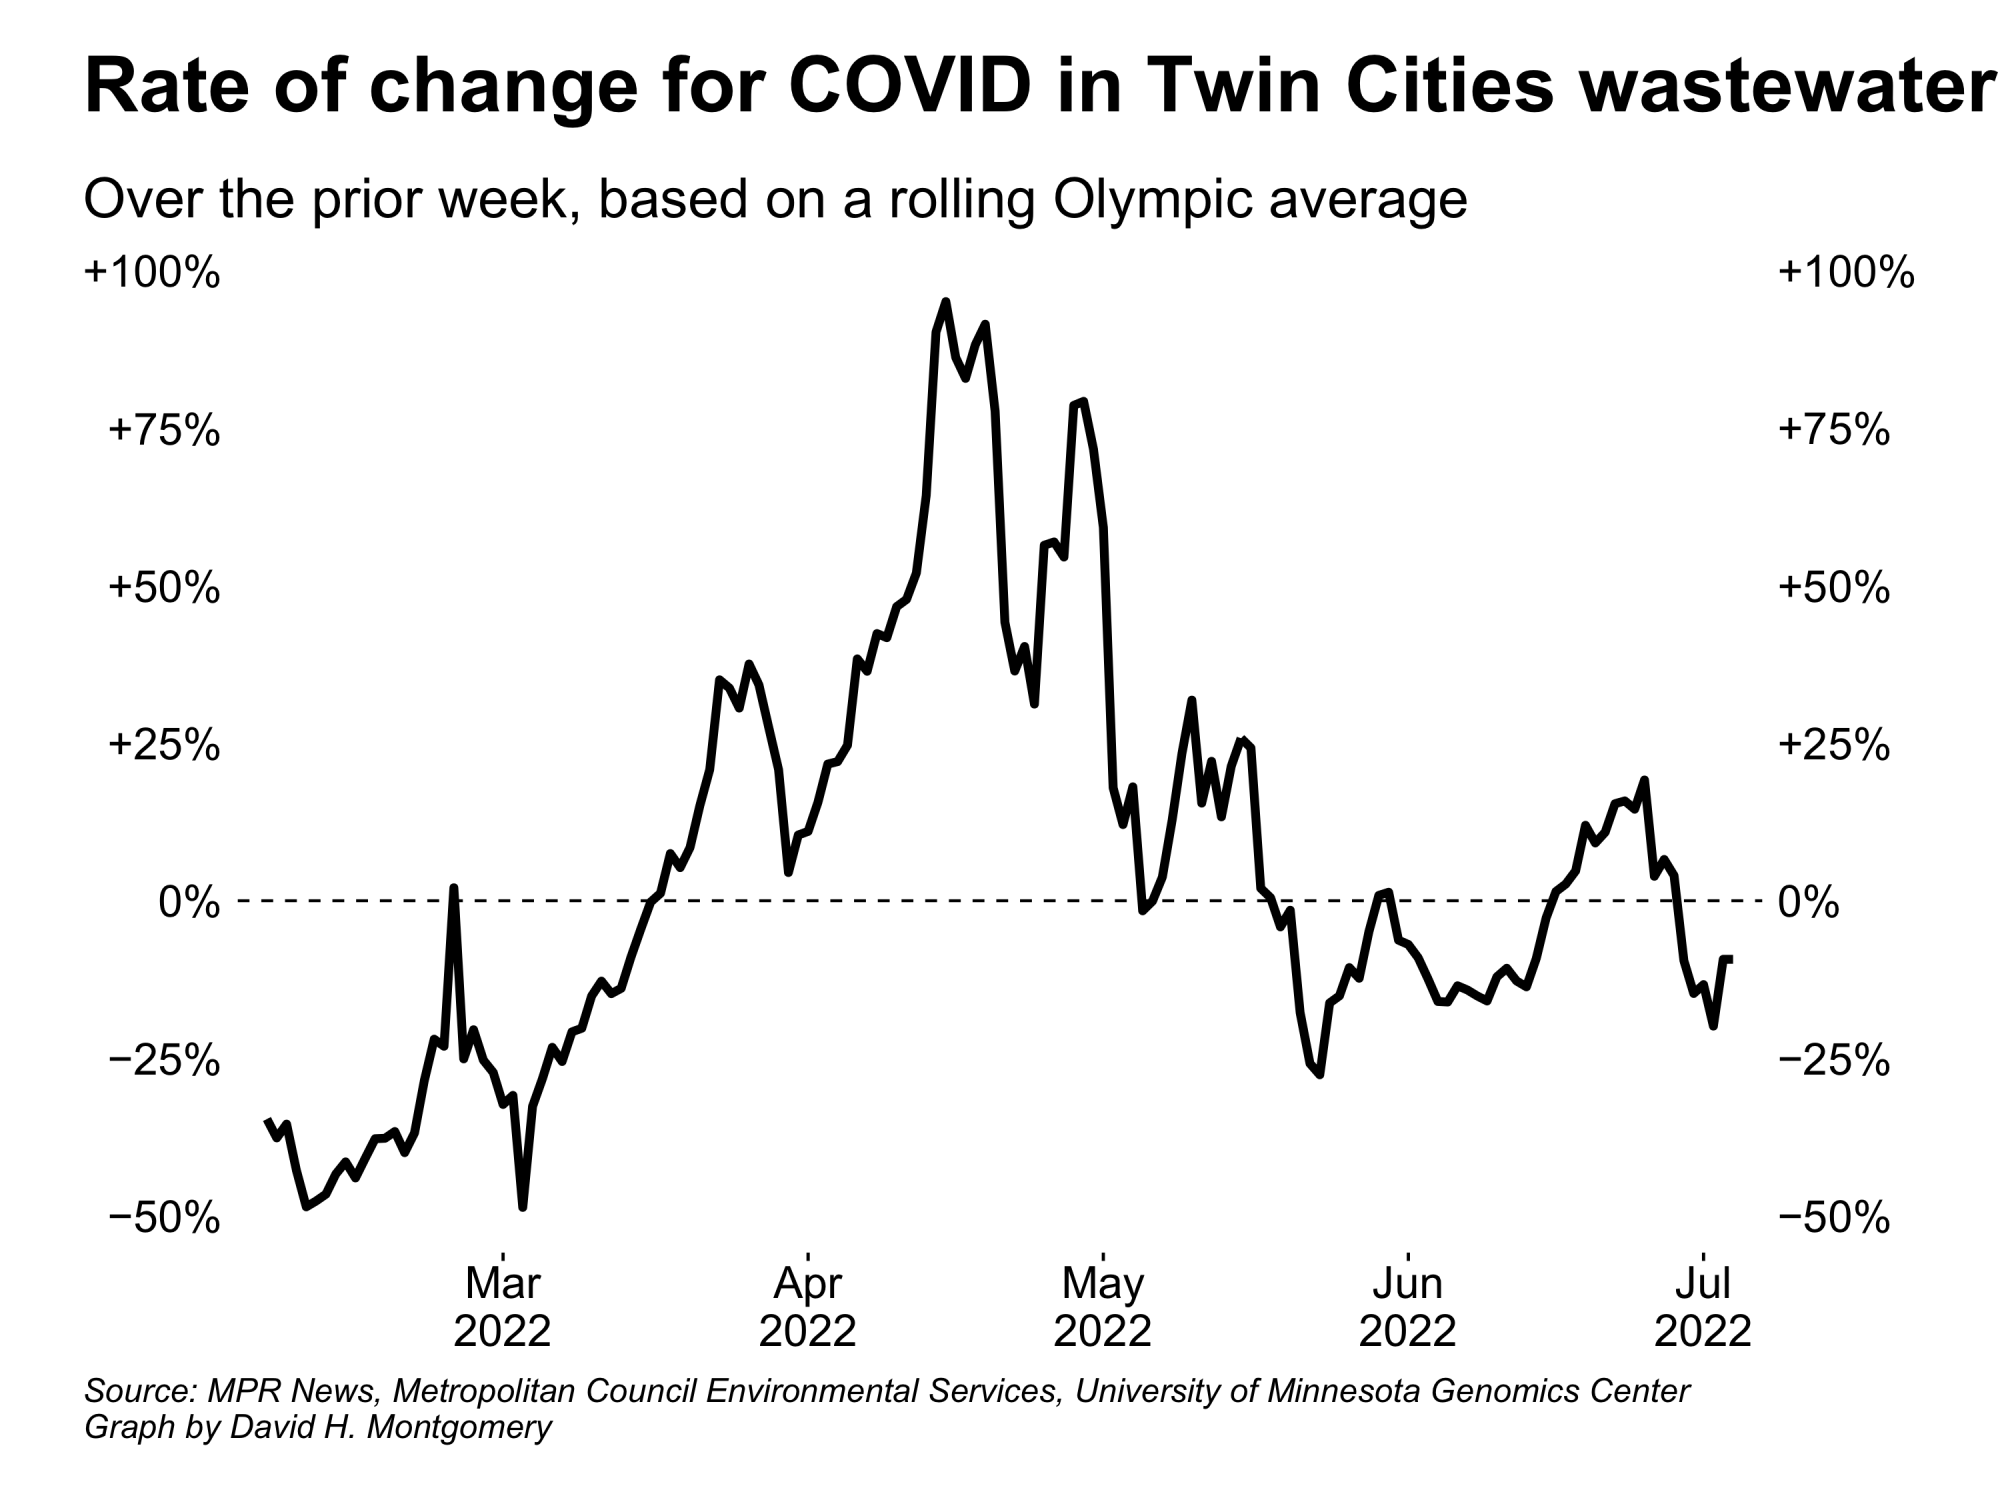 Rate of change for COVID in Twin Cities wastewater
Over the prior week, based on a rolling Olympic average
+100% +100%
+75% +75%
+50% +50%
+25% +25%
0% 0%
−25% −25%
−50% −50%
Mar Apr May Jun Jul
2022 2022 2022 2022 2022
Source: MPR News, Metropolitan Council Environmental Services, University of Minnesota Genomics Center
Graph by David H. Montgomery